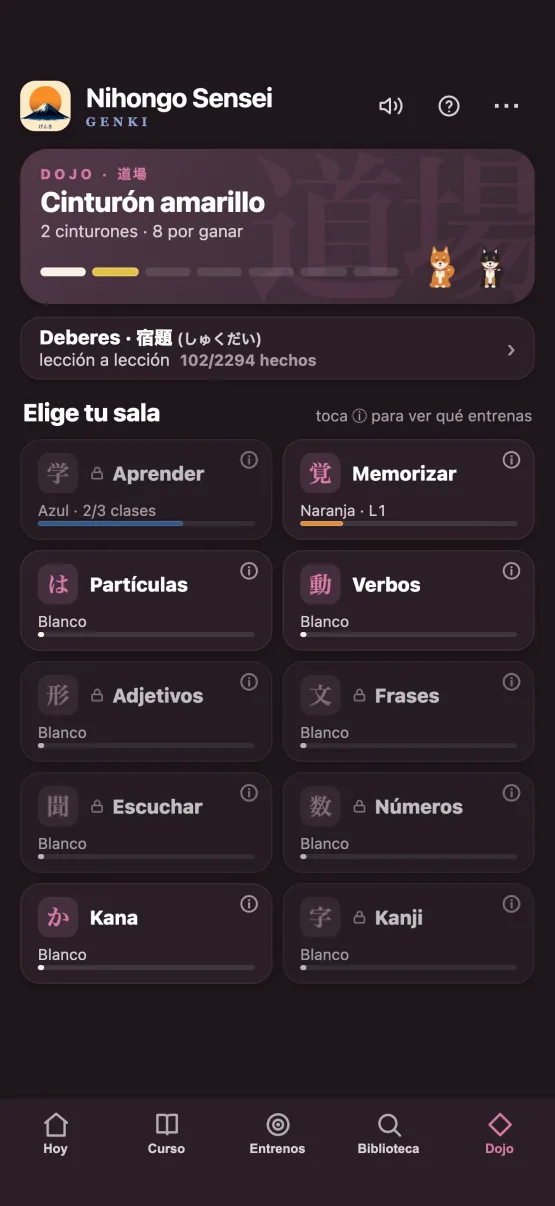 Nihongo Sensei
GENKI
DOJO · 道場
Cinturón amarillo
2 cinturones · 8 por ganar
道場
Deberes · 宿題 (しゅくだい)
lección a lección 102/2294 hechos
Elige tu sala
toca ⓘ para ver qué entrenas
学 Aprender
Azul · 2/3 clases
覚 Memorizar
Naranja · L1
は Partículas
Blanco
動 Verbos
Blanco
形 Adjetivos
Blanco
文 Frases
Blanco
聞 Escuchar
Blanco
数 Números
Blanco
か Kana
Blanco
字 Kanji
Blanco
Hoy
Curso
Entrenos
Biblioteca
Dojo